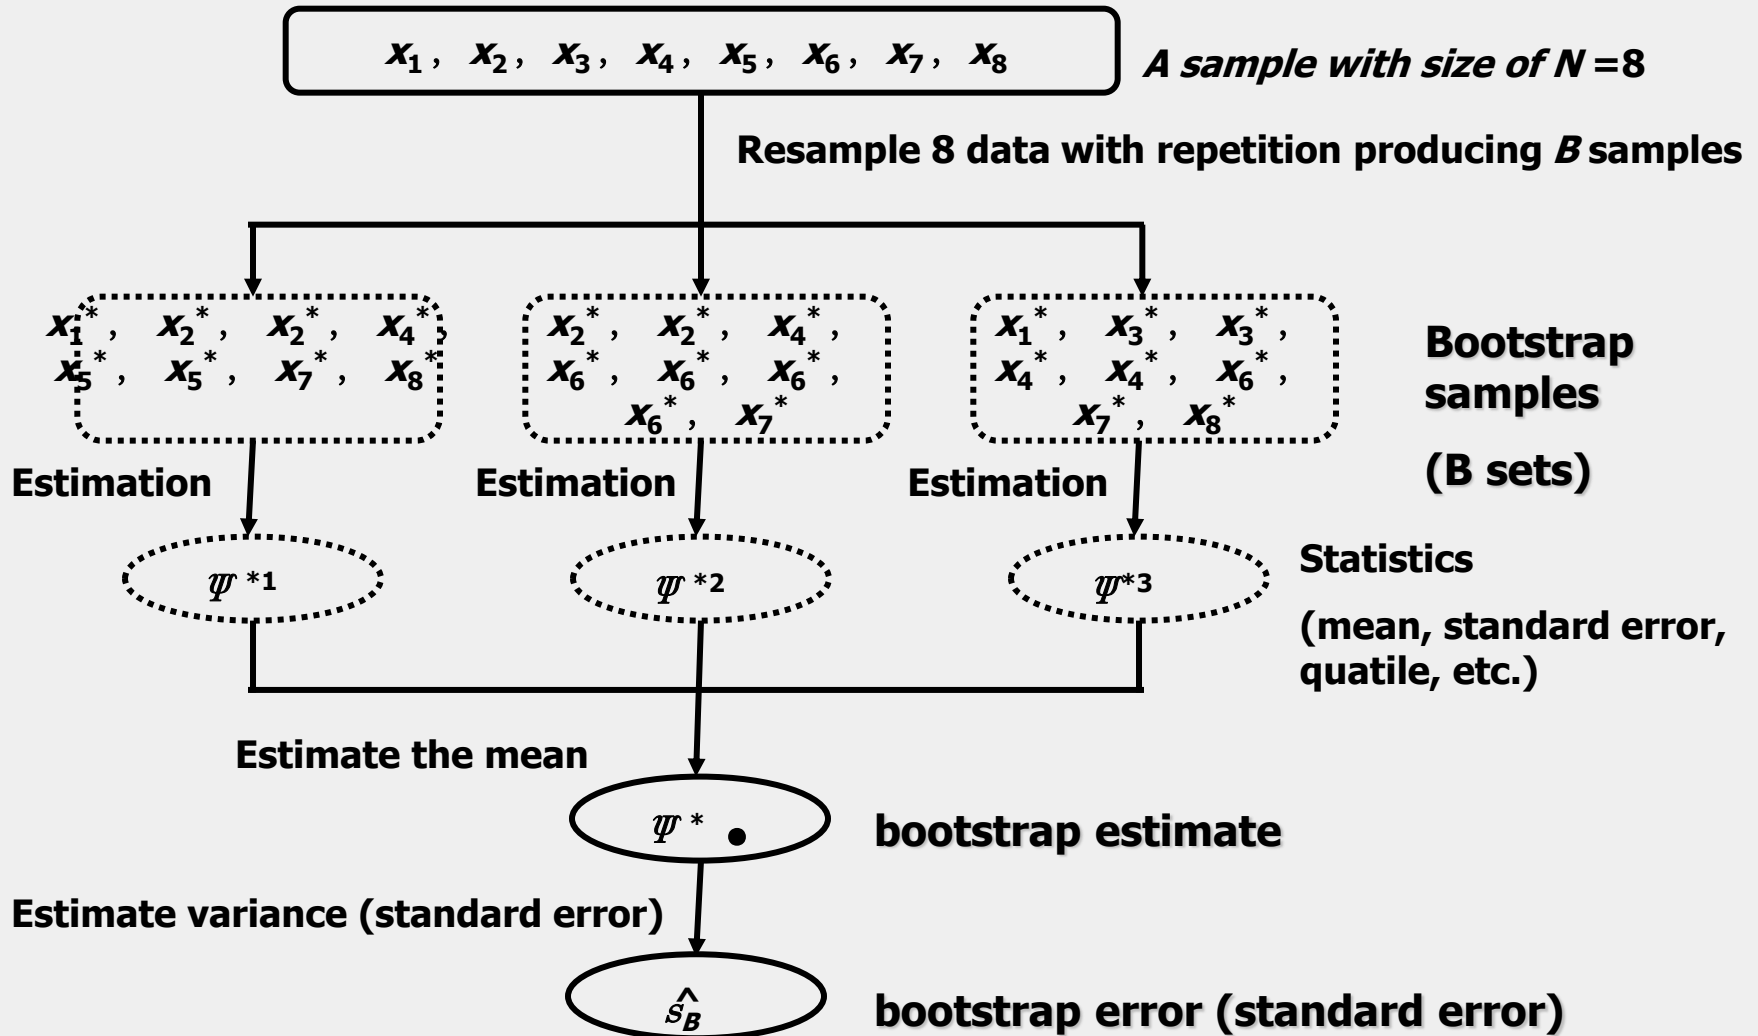 x₁ , x₂ , x₃ , x₄ , x₅ , x₆ , x₇ , x₈
A sample with size of N =8
Resample 8 data with repetition producing B samples
x₁* , x₂* , x₂* , x₄* ,
x₅* , x₅* , x₇* , x₈*
x₂* , x₂* , x₄* ,
x₆* , x₆* , x₆* ,
x₆* , x₇*
x₁* , x₃* , x₃* ,
x₄* , x₄* , x₆* ,
x₇* , x₈*
Bootstrap
samples
(B sets)
Estimation
Estimation
Estimation
Ψ *1
Ψ *2
Ψ*3
Statistics
(mean, standard error,
quatile, etc.)
Estimate the mean
Ψ* •
bootstrap estimate
Estimate variance (standard error)
ŝ_B
bootstrap error (standard error)